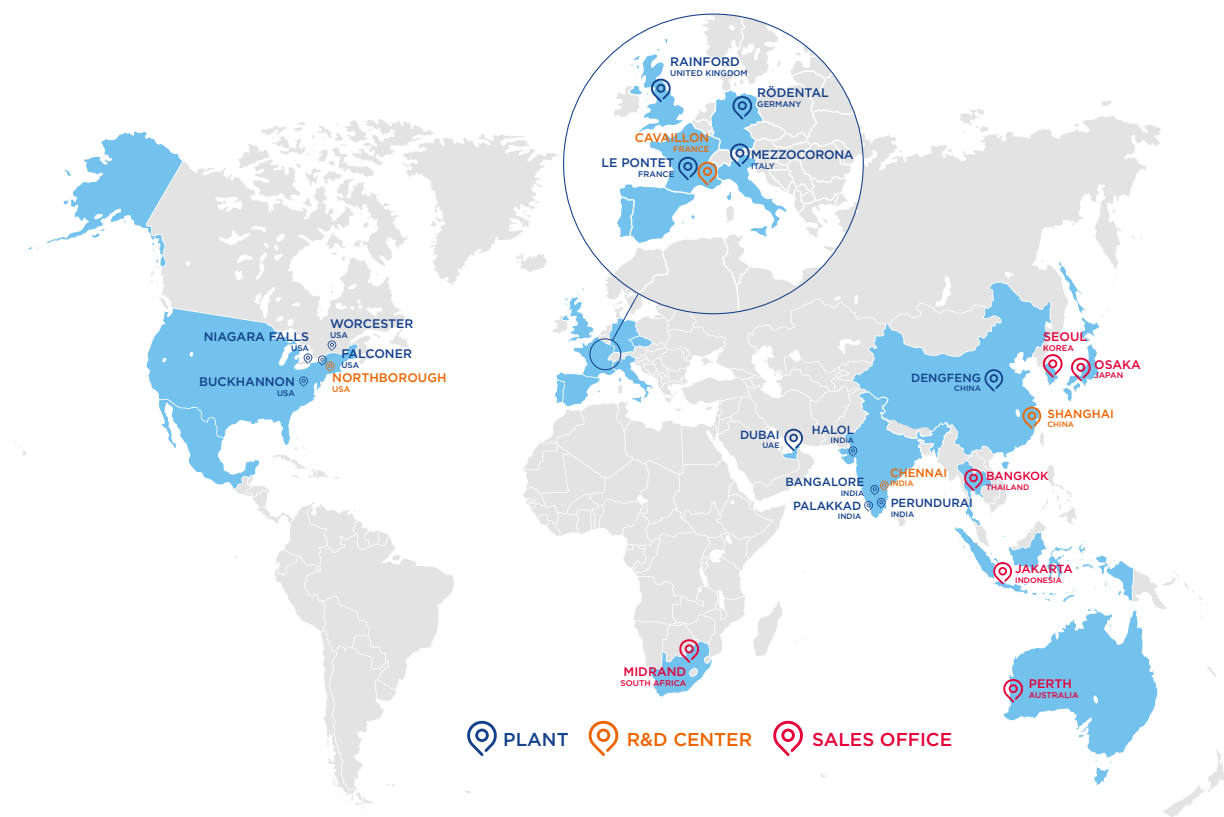 RAINFORD
UNITED KINGDOM
RÖDENTAL
GERMANY
CAVAILLON
FRANCE
MEZZOCORONA
ITALY
LE PONTET
FRANCE
WORCESTER
USA
NIAGARA FALLS
USA
FALCONER
USA
NORTHBOROUGH
USA
BUCKHANNON
USA
SEOUL
KOREA
OSAKA
JAPAN
DENGFENG
CHINA
SHANGHAI
CHINA
DUBAI
UAE
HALOL
INDIA
CHENNAI
INDIA
BANGALORE
INDIA
PALAKKAD
INDIA
PERUNDURAI
INDIA
BANGKOK
THAILAND
JAKARTA
INDONESIA
MIDRAND
SOUTH AFRICA
PERTH
AUSTRALIA
PLANT
R&D CENTER
SALES OFFICE